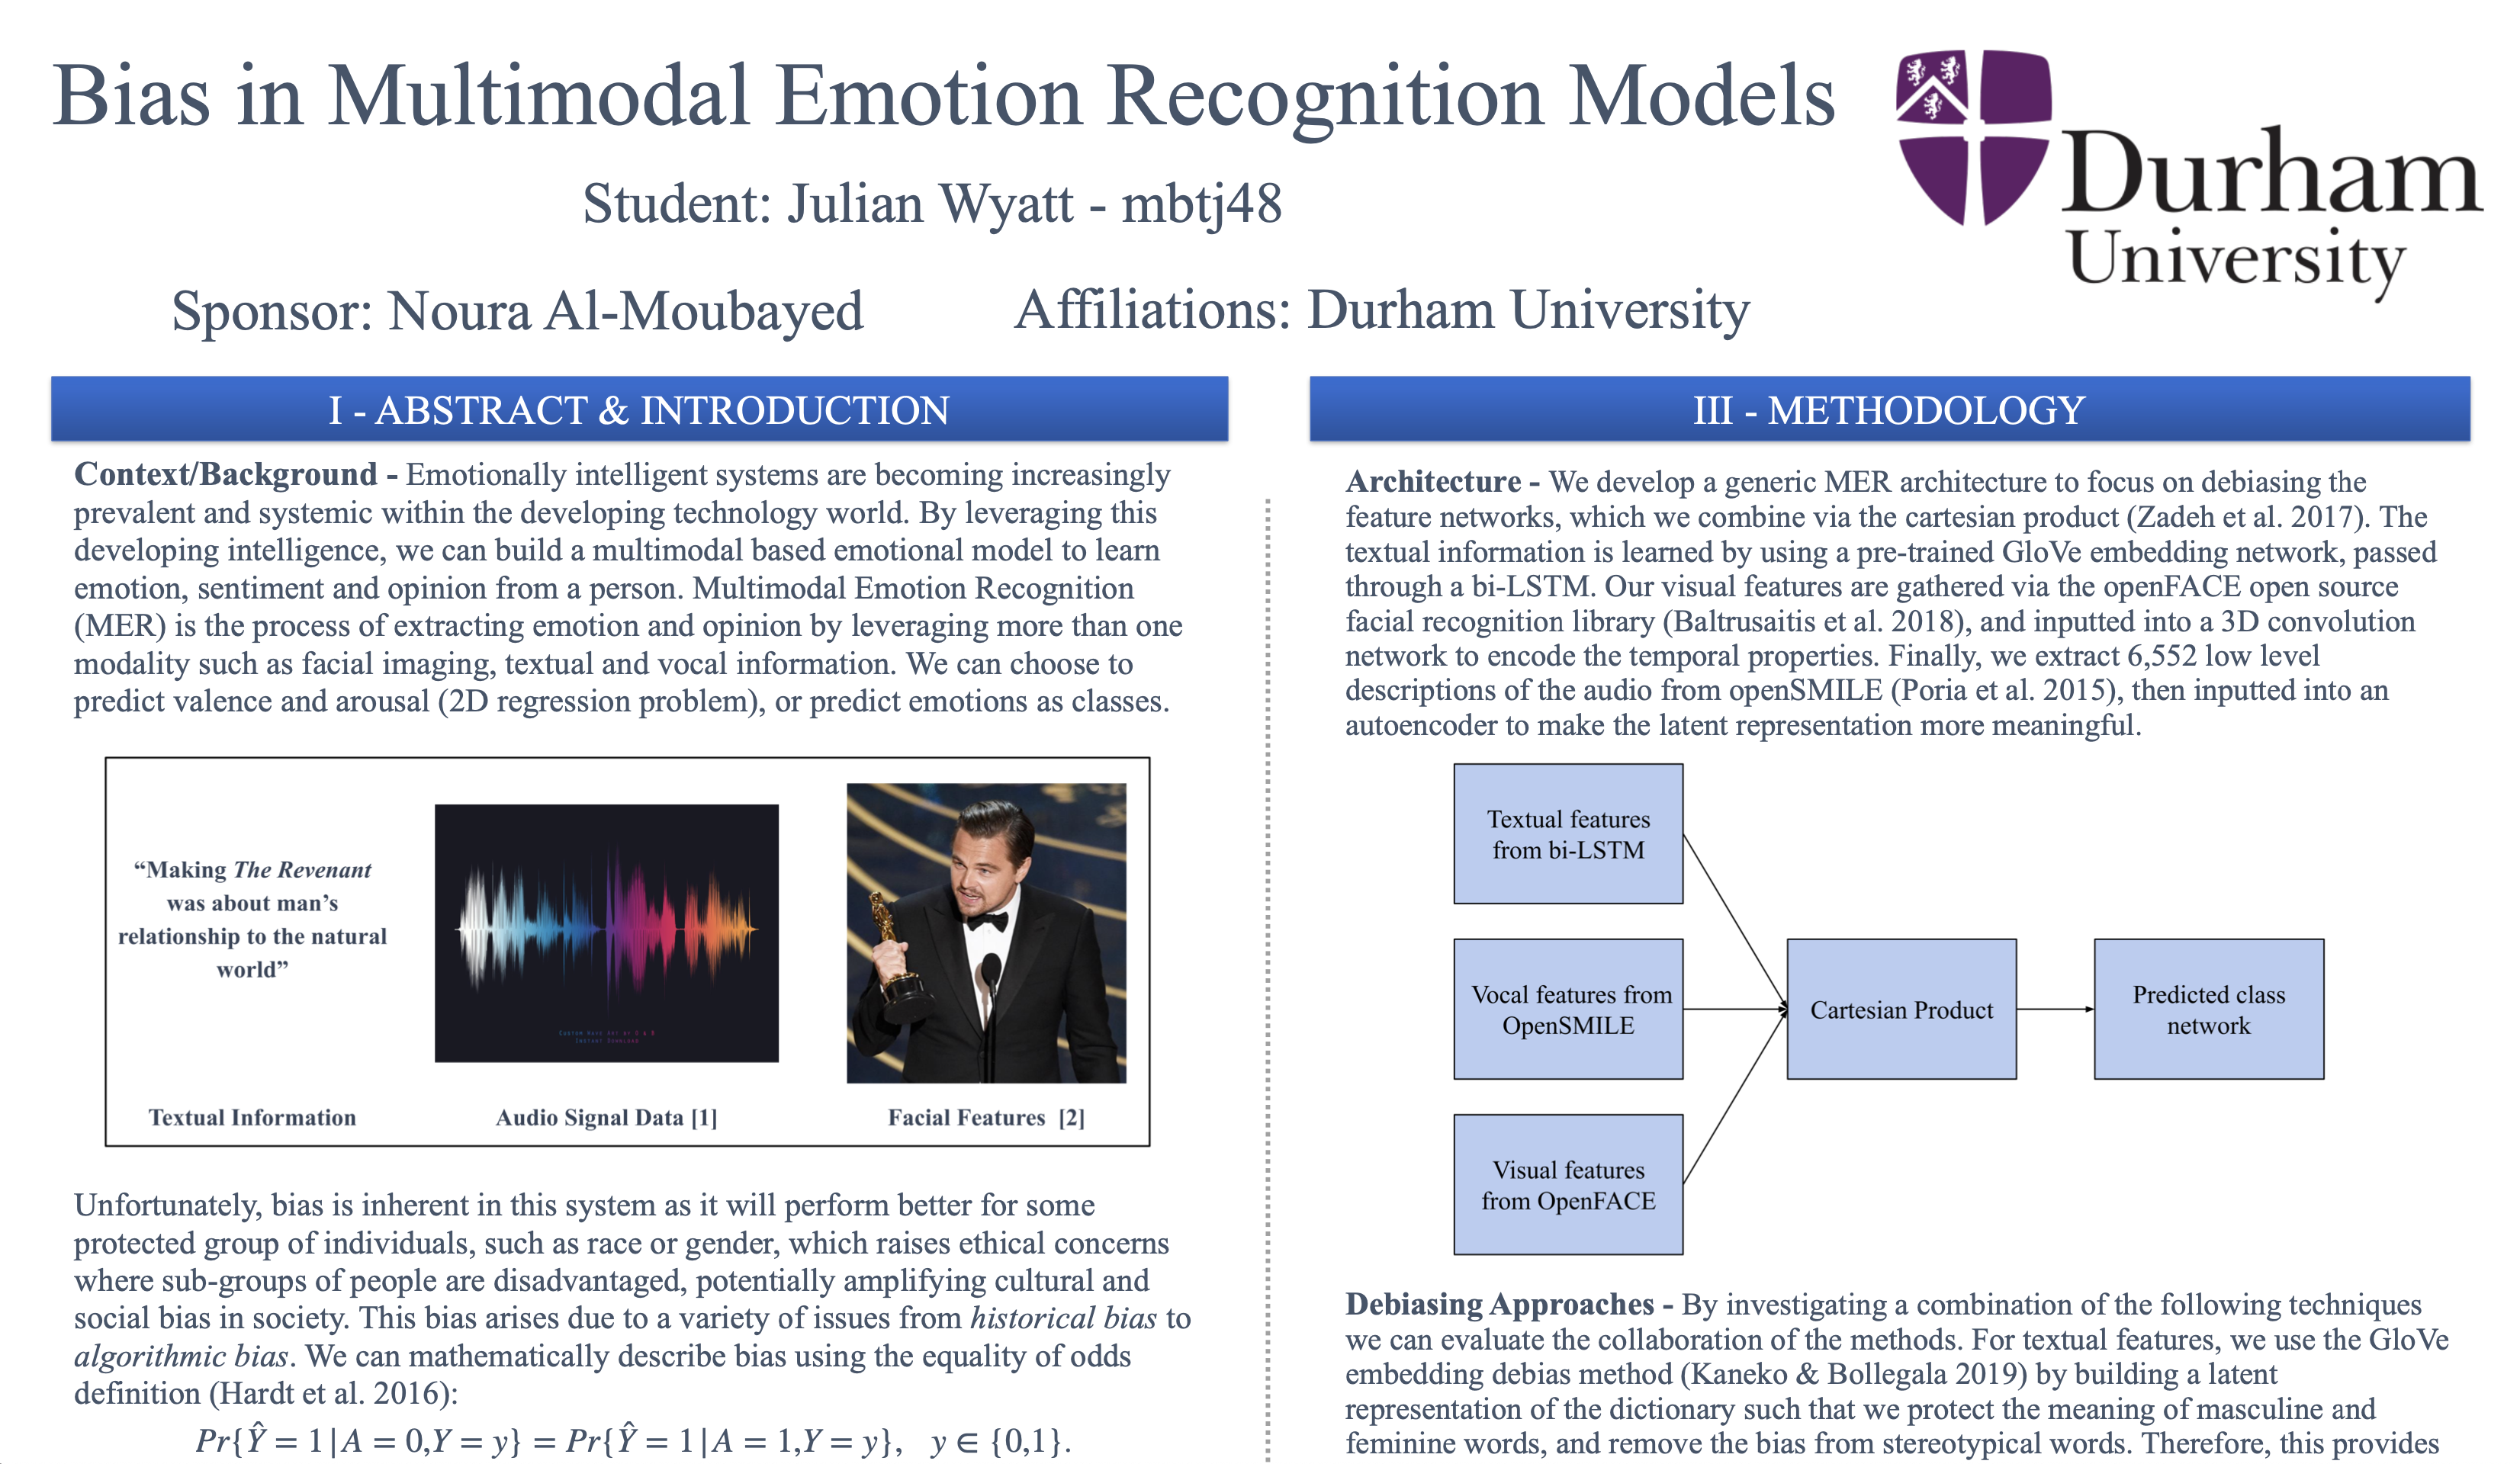 Bias in Multimodal Emotion Recognition Models
Student: Julian Wyatt - mbtj48
Sponsor: Noura Al-Moubayed
Affiliations: Durham University
Durham
University
I - ABSTRACT & INTRODUCTION
Context/Background - Emotionally intelligent systems are becoming increasingly
prevalent and systemic within the developing technology world. By leveraging this
developing intelligence, we can build a multimodal based emotional model to learn
emotion, sentiment and opinion from a person. Multimodal Emotion Recognition
(MER) is the process of extracting emotion and opinion by leveraging more than one
modality such as facial imaging, textual and vocal information. We can choose to
predict valence and arousal (2D regression problem), or predict emotions as classes.
“Making The Revenant
was about man’s
relationship to the natural
world”
Textual Information
CUSTOM WAVE ART BY D & B
INSTANT DOWNLOAD
Audio Signal Data [1]
Facial Features [2]
Unfortunately, bias is inherent in this system as it will perform better for some
protected group of individuals, such as race or gender, which raises ethical concerns
where sub-groups of people are disadvantaged, potentially amplifying cultural and
social bias in society. This bias arises due to a variety of issues from historical bias to
algorithmic bias. We can mathematically describe bias using the equality of odds
definition (Hardt et al. 2016):
Pr{Ŷ = 1|A = 0,Y = y} = Pr{Ŷ = 1|A = 1,Y = y}, y ∈ {0,1}.
III - METHODOLOGY
Architecture - We develop a generic MER architecture to focus on debiasing the
feature networks, which we combine via the cartesian product (Zadeh et al. 2017). The
textual information is learned by using a pre-trained GloVe embedding network, passed
through a bi-LSTM. Our visual features are gathered via the openFACE open source
facial recognition library (Baltrusaitis et al. 2018), and inputted into a 3D convolution
network to encode the temporal properties. Finally, we extract 6,552 low level
descriptions of the audio from openSMILE (Poria et al. 2015), then inputted into an
autoencoder to make the latent representation more meaningful.
Textual features
from bi-LSTM
Vocal features from
OpenSMILE
Visual features
from OpenFACE
Cartesian Product
Predicted class
network
Debiasing Approaches - By investigating a combination of the following techniques
we can evaluate the collaboration of the methods. For textual features, we use the GloVe
embedding debias method (Kaneko & Bollegala 2019) by building a latent
representation of the dictionary such that we protect the meaning of masculine and
feminine words, and remove the bias from stereotypical words. Therefore, this provides